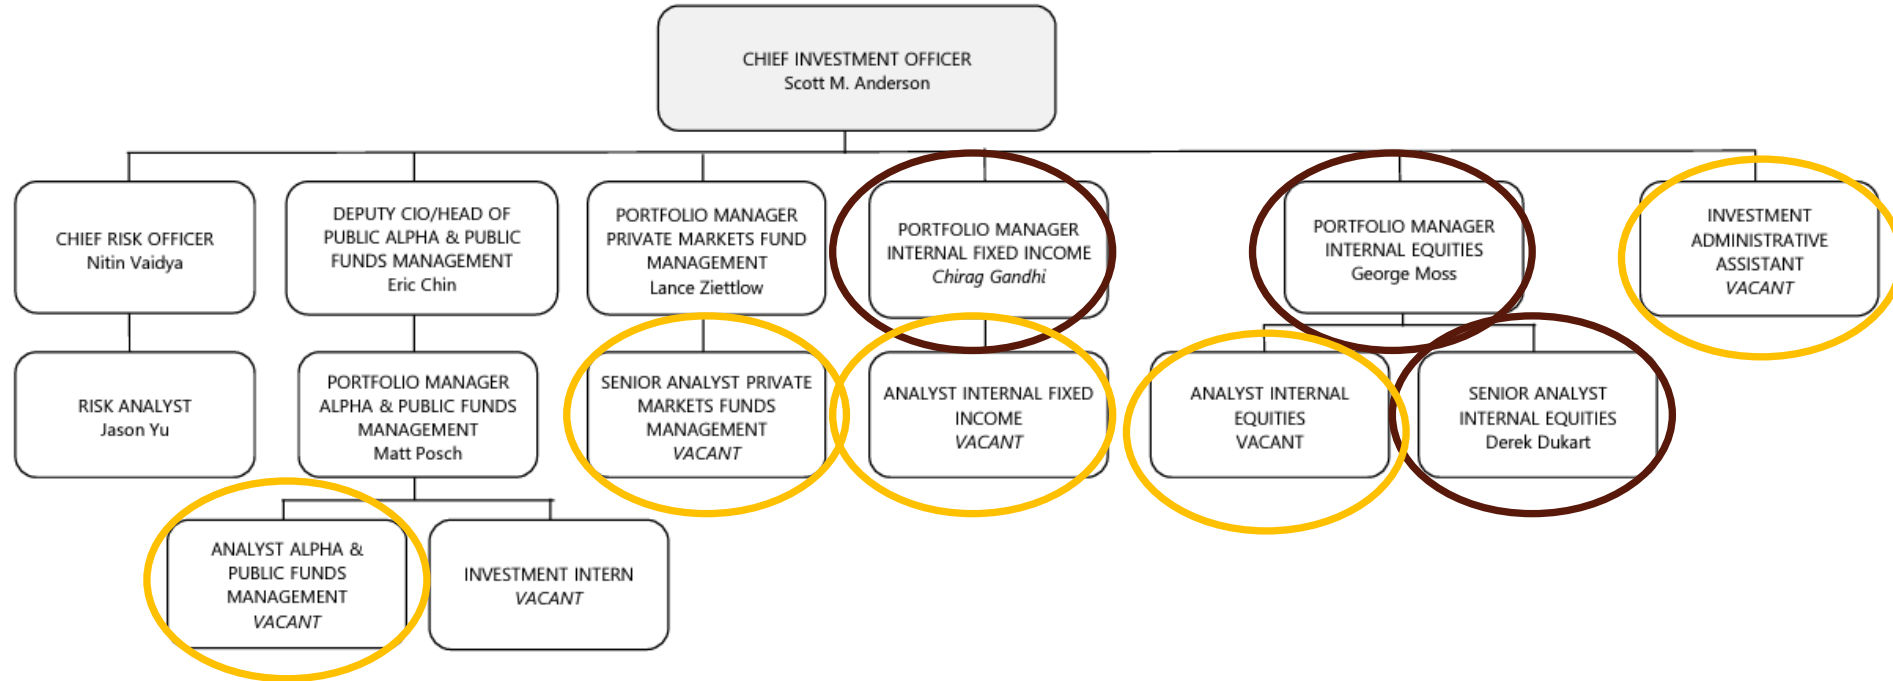 CHIEF INVESTMENT OFFICER
Scott M. Anderson
CHIEF RISK OFFICER
Nitin Vaidya
DEPUTY CIO/HEAD OF
PUBLIC ALPHA & PUBLIC
FUNDS MANAGEMENT
Eric Chin
PORTFOLIO MANAGER
PRIVATE MARKETS FUND
MANAGEMENT
Lance Ziettlow
PORTFOLIO MANAGER
INTERNAL FIXED INCOME
Chirag Gandhi
PORTFOLIO MANAGER
INTERNAL EQUITIES
George Moss
INVESTMENT
ADMINISTRATIVE
ASSISTANT
VACANT
RISK ANALYST
Jason Yu
PORTFOLIO MANAGER
ALPHA & PUBLIC FUNDS
MANAGEMENT
Matt Posch
SENIOR ANALYST PRIVATE
MARKETS FUNDS
MANAGEMENT
VACANT
ANALYST INTERNAL FIXED
INCOME
VACANT
ANALYST INTERNAL
EQUITIES
VACANT
SENIOR ANALYST
INTERNAL EQUITIES
Derek Dukart
ANALYST ALPHA &
PUBLIC FUNDS
MANAGEMENT
VACANT
INVESTMENT INTERN
VACANT